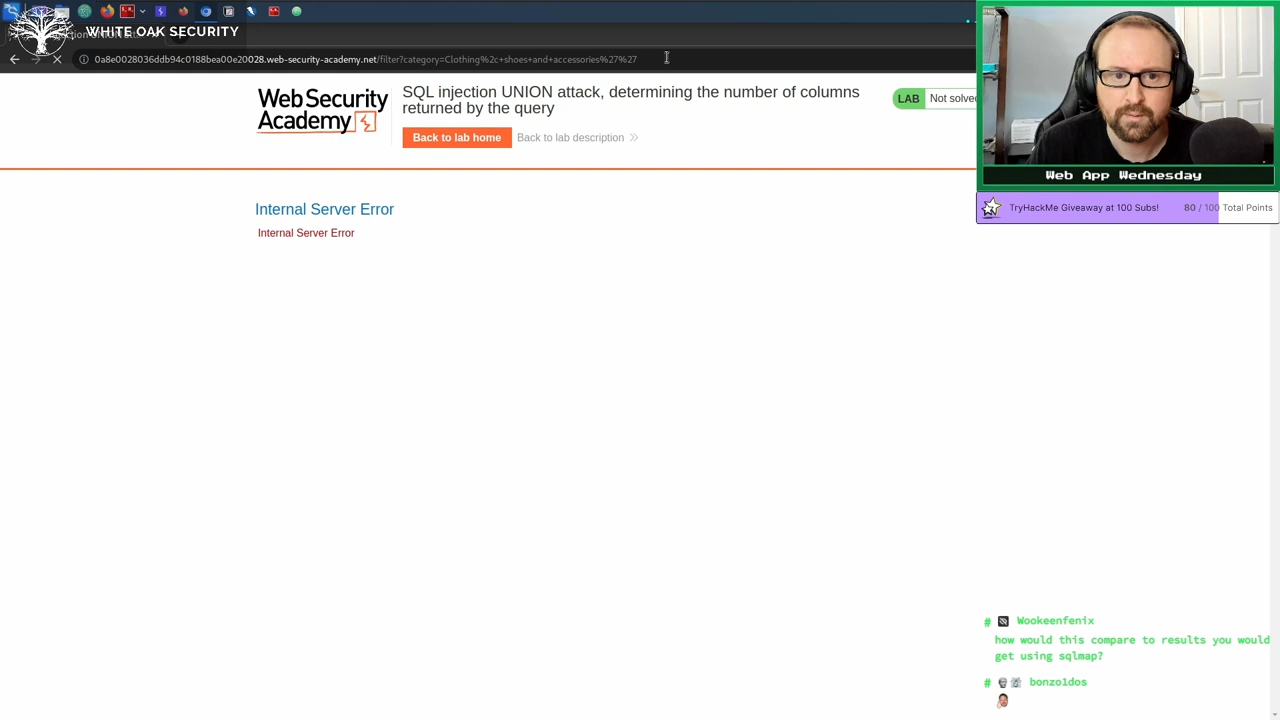 WHITE OAK SECURITY
0a8e0028036ddb94c0188bea00e20028.web-security-academy.net/filter?category=Clothing%2c+shoes+and+accessories%27%27
WebSecurity
Academy
SQL injection UNION attack, determining the number of columns
returned by the query
LAB
Not solved
Back to lab home
Back to lab description
Internal Server Error
Internal Server Error
Web App Wednesday
TryHackMe Giveaway at 100 Subs!
80 / 100 Total Points
# Wookeenfenix
how would this compare to results you would
get using sqlmap?
# bonzo1dos